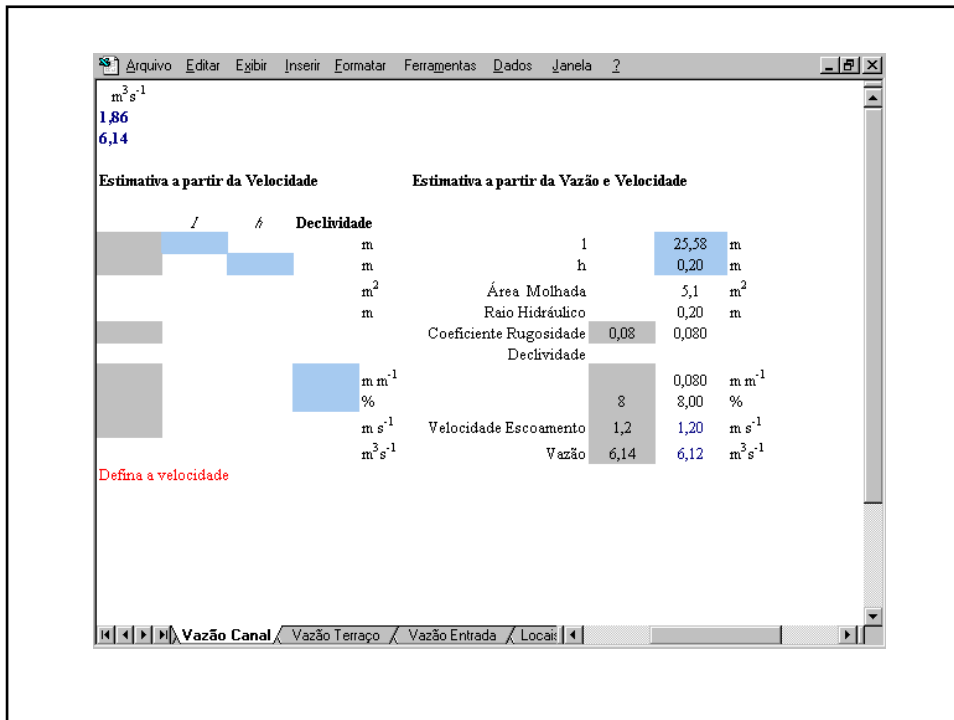 Arquivo Editar Exibir Inserir Formatar Ferramentas Dados Janela ?
m³s⁻¹
1,86
6,14
Estimativa a partir da Velocidade Estimativa a partir da Vazão e Velocidade
l h Declividade
m l 25,58 m
m h 0,20 m
m² Área Molhada 5,1 m²
m Raio Hidráulico 0,20 m
Coeficiente Rugosidade 0,08 0,080
Declividade
m m⁻¹ 0,080 m m⁻¹
% 8 8,00 %
m s⁻¹ Velocidade Escoamento 1,2 1,20 m s⁻¹
m³s⁻¹ Vazão 6,14 6,12 m³s⁻¹
Defina a velocidade
Vazão Canal Vazão Terraço Vazão Entrada Locais